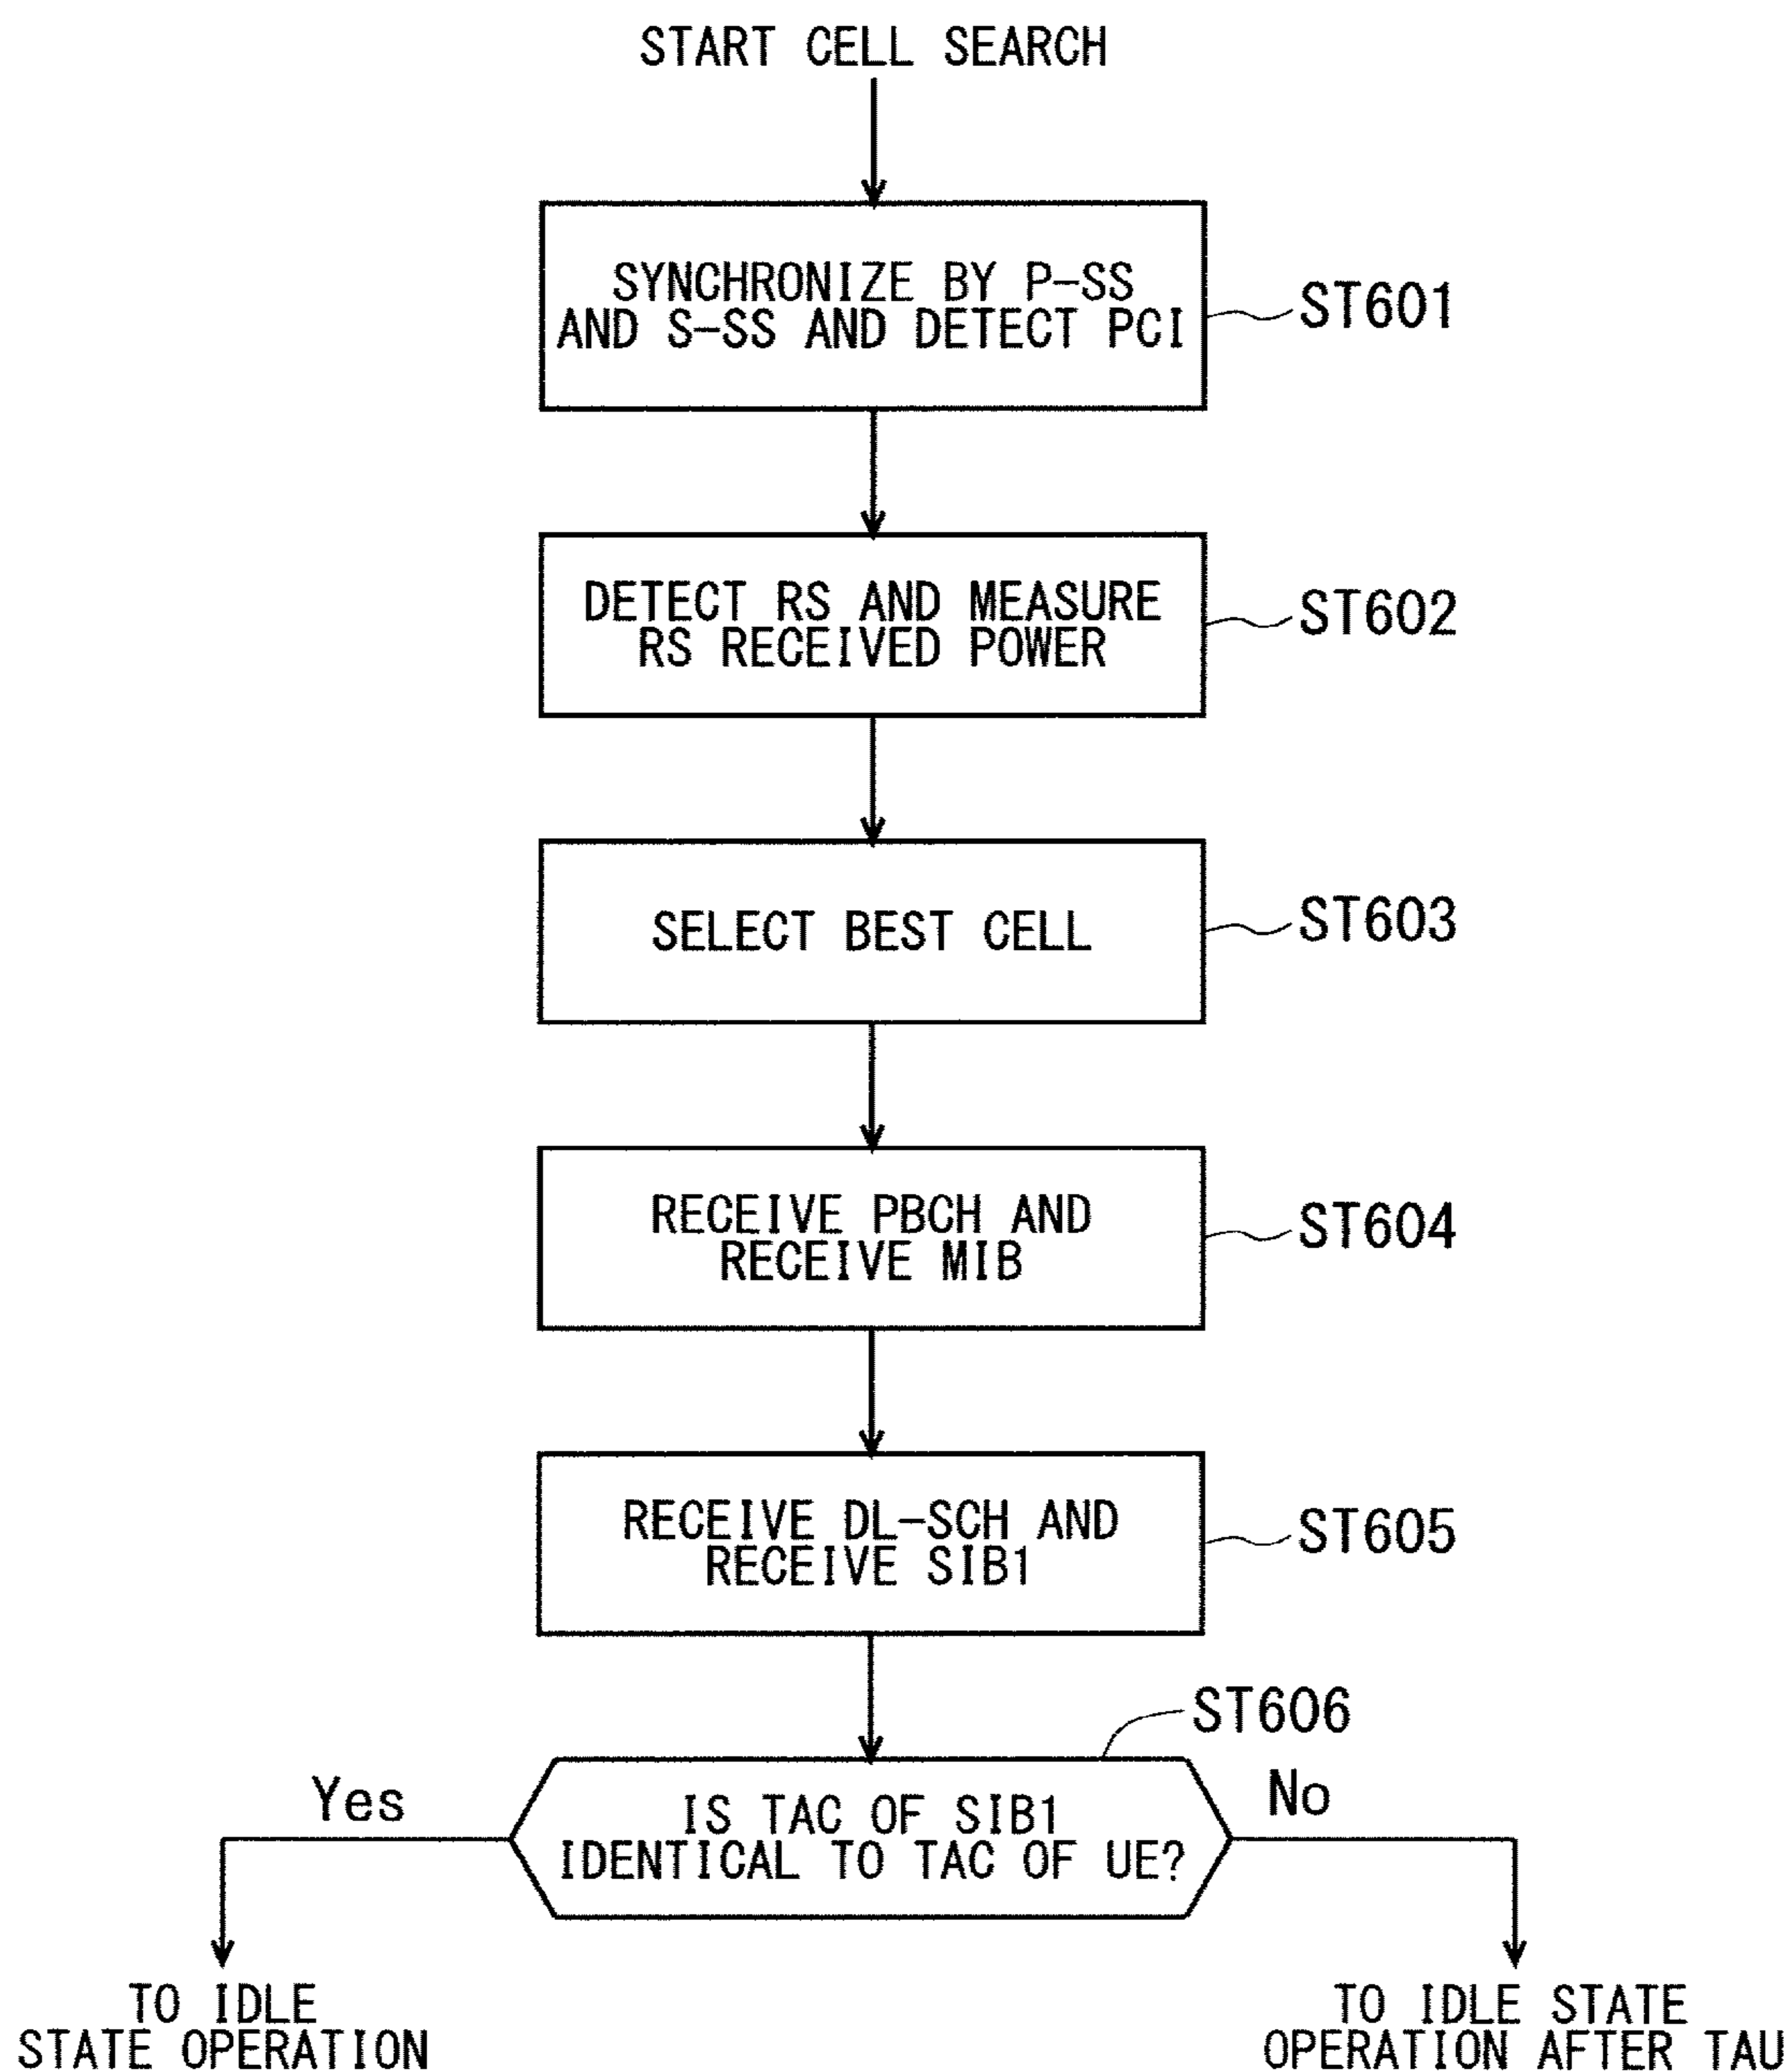 START CELL SEARCH
SYNCHRONIZE BY P-SS
AND S-SS AND DETECT PCI
ST601
DETECT RS AND MEASURE
RS RECEIVED POWER
ST602
SELECT BEST CELL
ST603
RECEIVE PBCH AND
RECEIVE MIB
ST604
RECEIVE DL-SCH AND
RECEIVE SIB1
ST605
ST606
Yes
IS TAC OF SIB1
IDENTICAL TO TAC OF UE?
No
TO IDLE
STATE OPERATION
TO IDLE STATE
OPERATION AFTER TAU